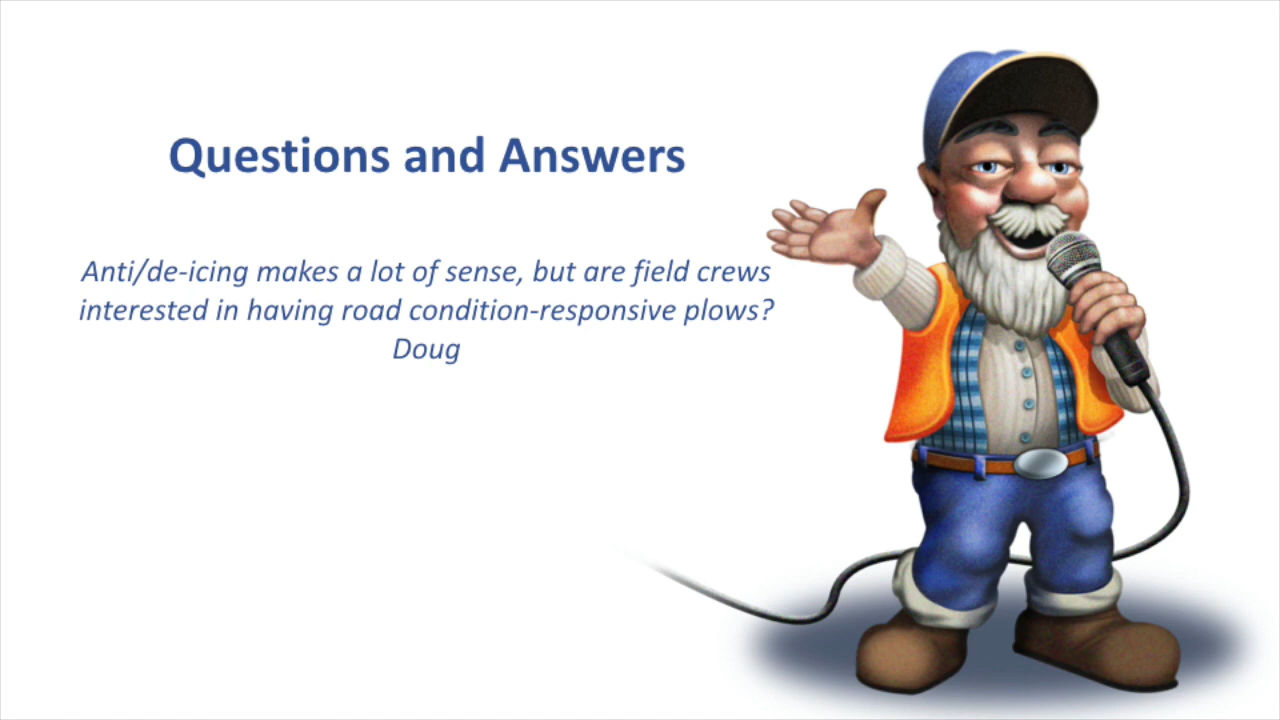 Questions and Answers
Anti/de-icing makes a lot of sense, but are field crews
interested in having road condition-responsive plows?
Doug